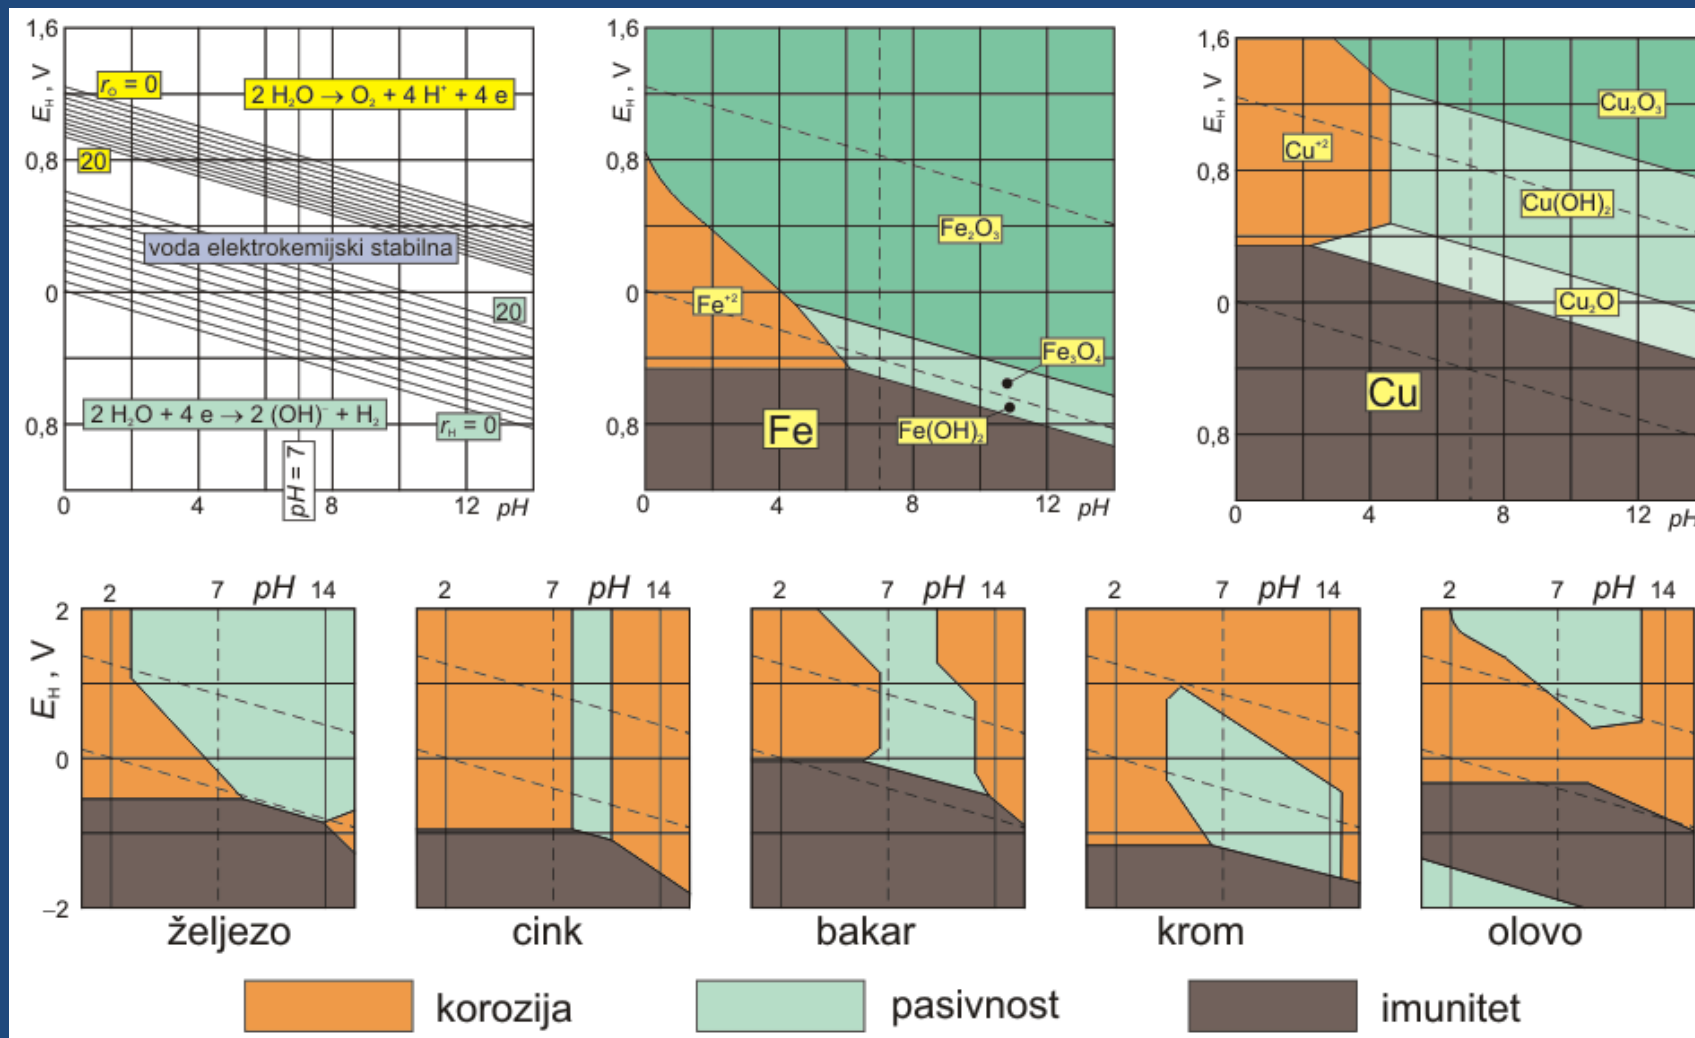 1,6
0,8
0
0,8
E_H, V
r_O = 0
2 H₂O → O₂ + 4 H⁺ + 4 e
20
voda elektrokemijski stabilna
20
2 H₂O + 4 e → 2 (OH)⁻ + H₂
r_H = 0
pH = 7
0 4 8 12 pH
1,6
0,8
0
0,8
E_H, V
Fe₂O₃
Fe⁺²
Fe₃O₄
Fe
Fe(OH)₂
0 4 8 12 pH
1,6
0,8
0
0,8
E_H, V
Cu₂O₃
Cu⁺²
Cu(OH)₂
Cu₂O
Cu
0 4 8 12 pH
2 7 pH 14
2 7 pH 14
2 7 pH 14
2 7 pH 14
2 7 pH 14
2
E_H, V
0
–2
željezo
cink
bakar
krom
olovo
korozija
pasivnost
imunitet